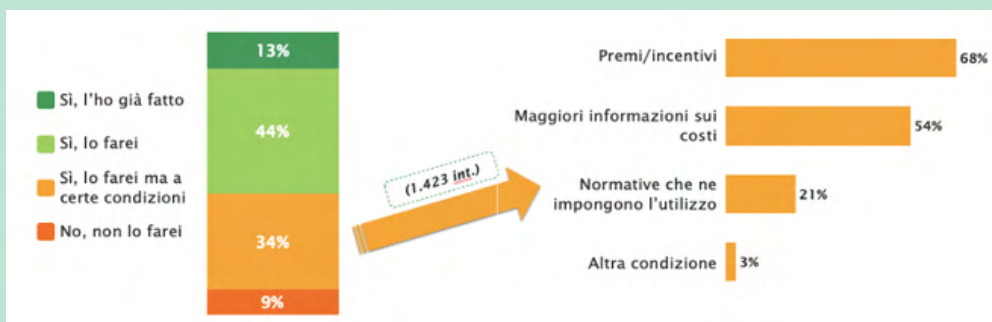 Sì, l'ho già fatto
Sì, lo farei
Sì, lo farei ma a
certe condizioni
No, non lo farei
13%
44%
34%
9%
(1.423 int.)
Premi/incentivi
68%
Maggiori informazioni sui
costi
54%
Normative che ne
impongono l'utilizzo
21%
Altra condizione
3%